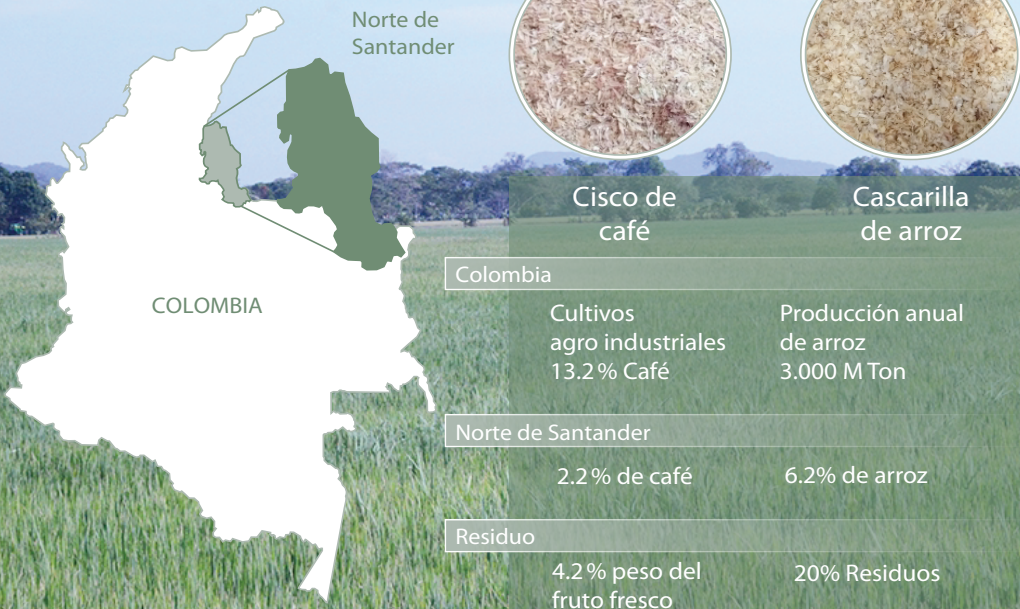 Norte de
Santander
COLOMBIA
Cisco de
café
Cascarilla
de arroz
Colombia
Cultivos
agro industriales
13.2% Café
Producción anual
de arroz
3.000 M Ton
Norte de Santander
2.2% de café
6.2% de arroz
Residuo
4.2% peso del
fruto fresco
20% Residuos